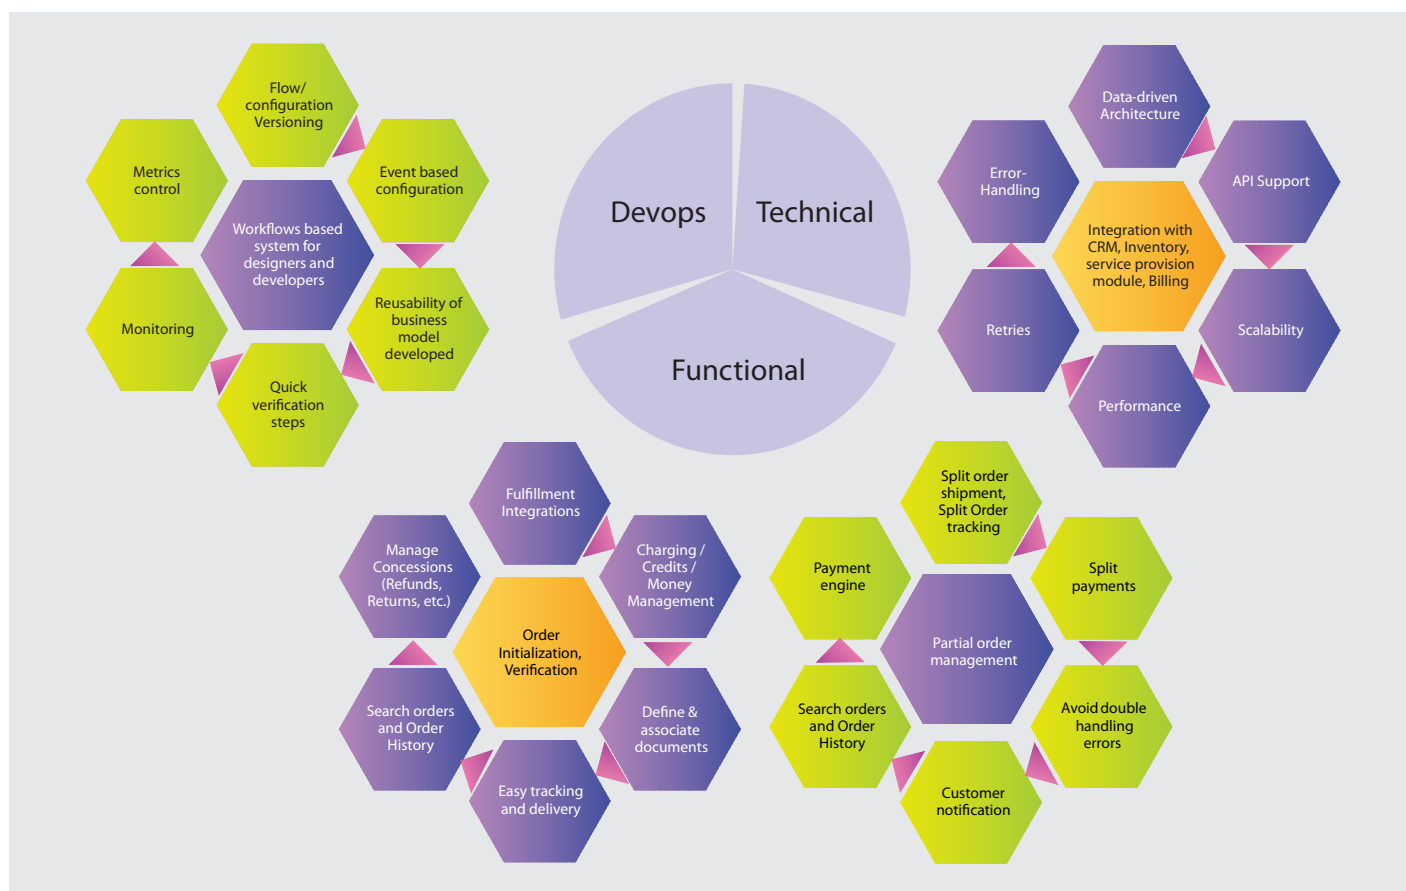 Flow/
configuration
Versioning
Event based
configuration
Reusability of
business
model
developed
Quick
verification
steps
Monitoring
Metrics
control
Workflows based
system for
designers and
developers
Devops
Technical
Functional
Data-driven
Architecture
API Support
Scalability
Performance
Retries
Error-
Handling
Integration with
CRM, Inventory,
service provision
module, Billing
Fulfillment
Integrations
Charging /
Credits /
Money
Management
Define &
associate
documents
Easy tracking
and delivery
Search orders
and Order
History
Manage
Concessions
(Refunds,
Returns, etc.)
Order
Initialization,
Verification
Split order
shipment,
Split Order
tracking
Split
payments
Avoid double
handling
errors
Customer
notification
Search orders
and Order
History
Payment
engine
Partial order
management